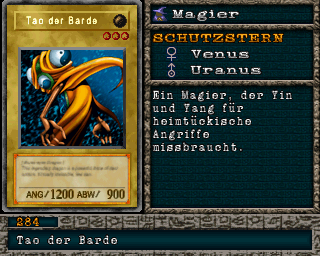 Tao der Barde
ANG/ 1200 ABW/ 900
Magier
SCHUTZSTERN
♀ Venus
♅ Uranus
Ein Magier, der Yin
und Yang für
heimtückische
Angriffe
missbraucht.
284
Tao der Barde